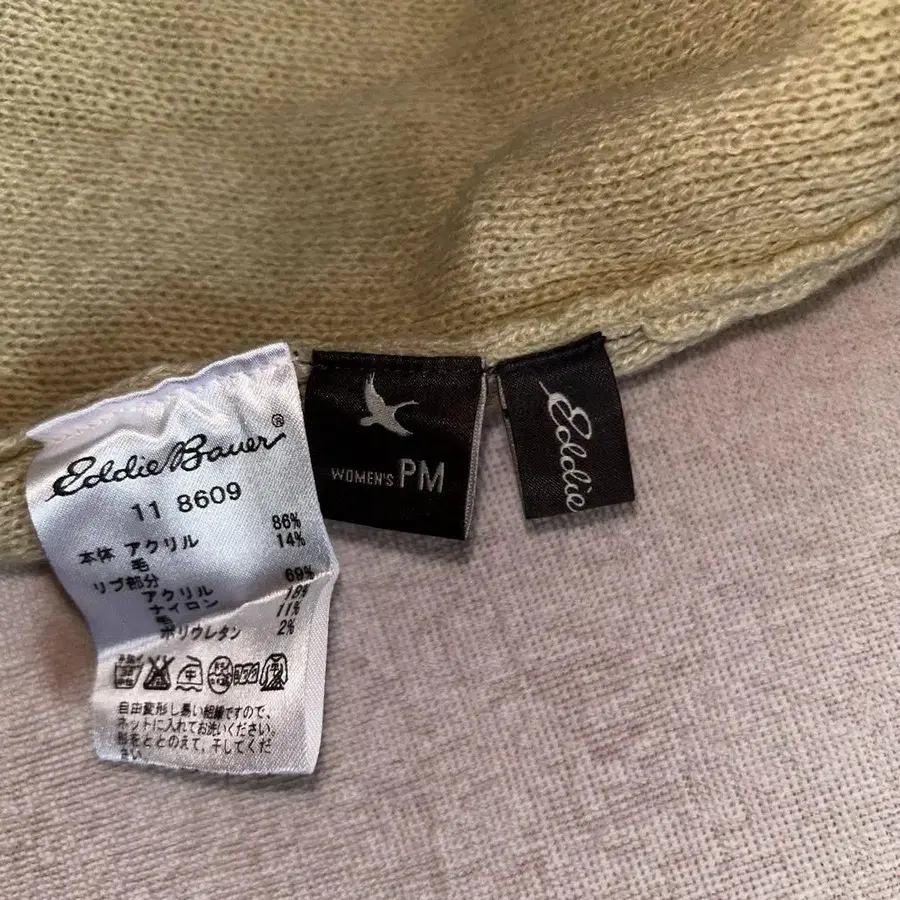 Eddie Bauer®
11 8609
86%
本体 アクリル 14%
毛
リブ部分 69%
アクリル 18%
ナイロン 11%
毛
ポリウレタン 2%
自由変形し易い組織ですので、
ネットに入れてお洗いください。
形をととのえて、干してくだ
さい
WOMEN'S PM
Eddie